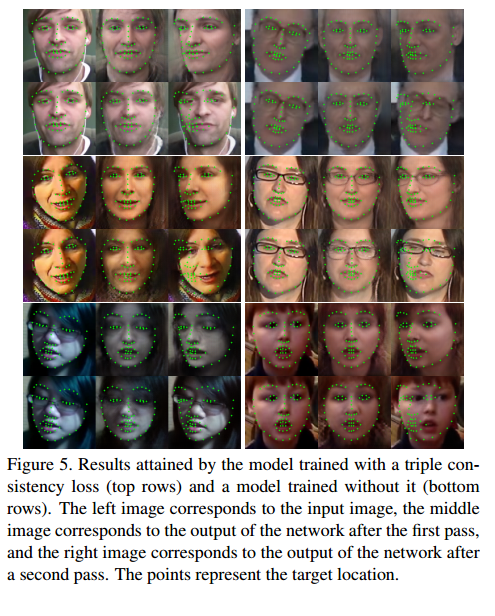 Figure 5. Results attained by the model trained with a triple con-
sistency loss (top rows) and a model trained without it (bottom
rows). The left image corresponds to the input image, the middle
image corresponds to the output of the network after the first pass,
and the right image corresponds to the output of the network after
a second pass. The points represent the target location.